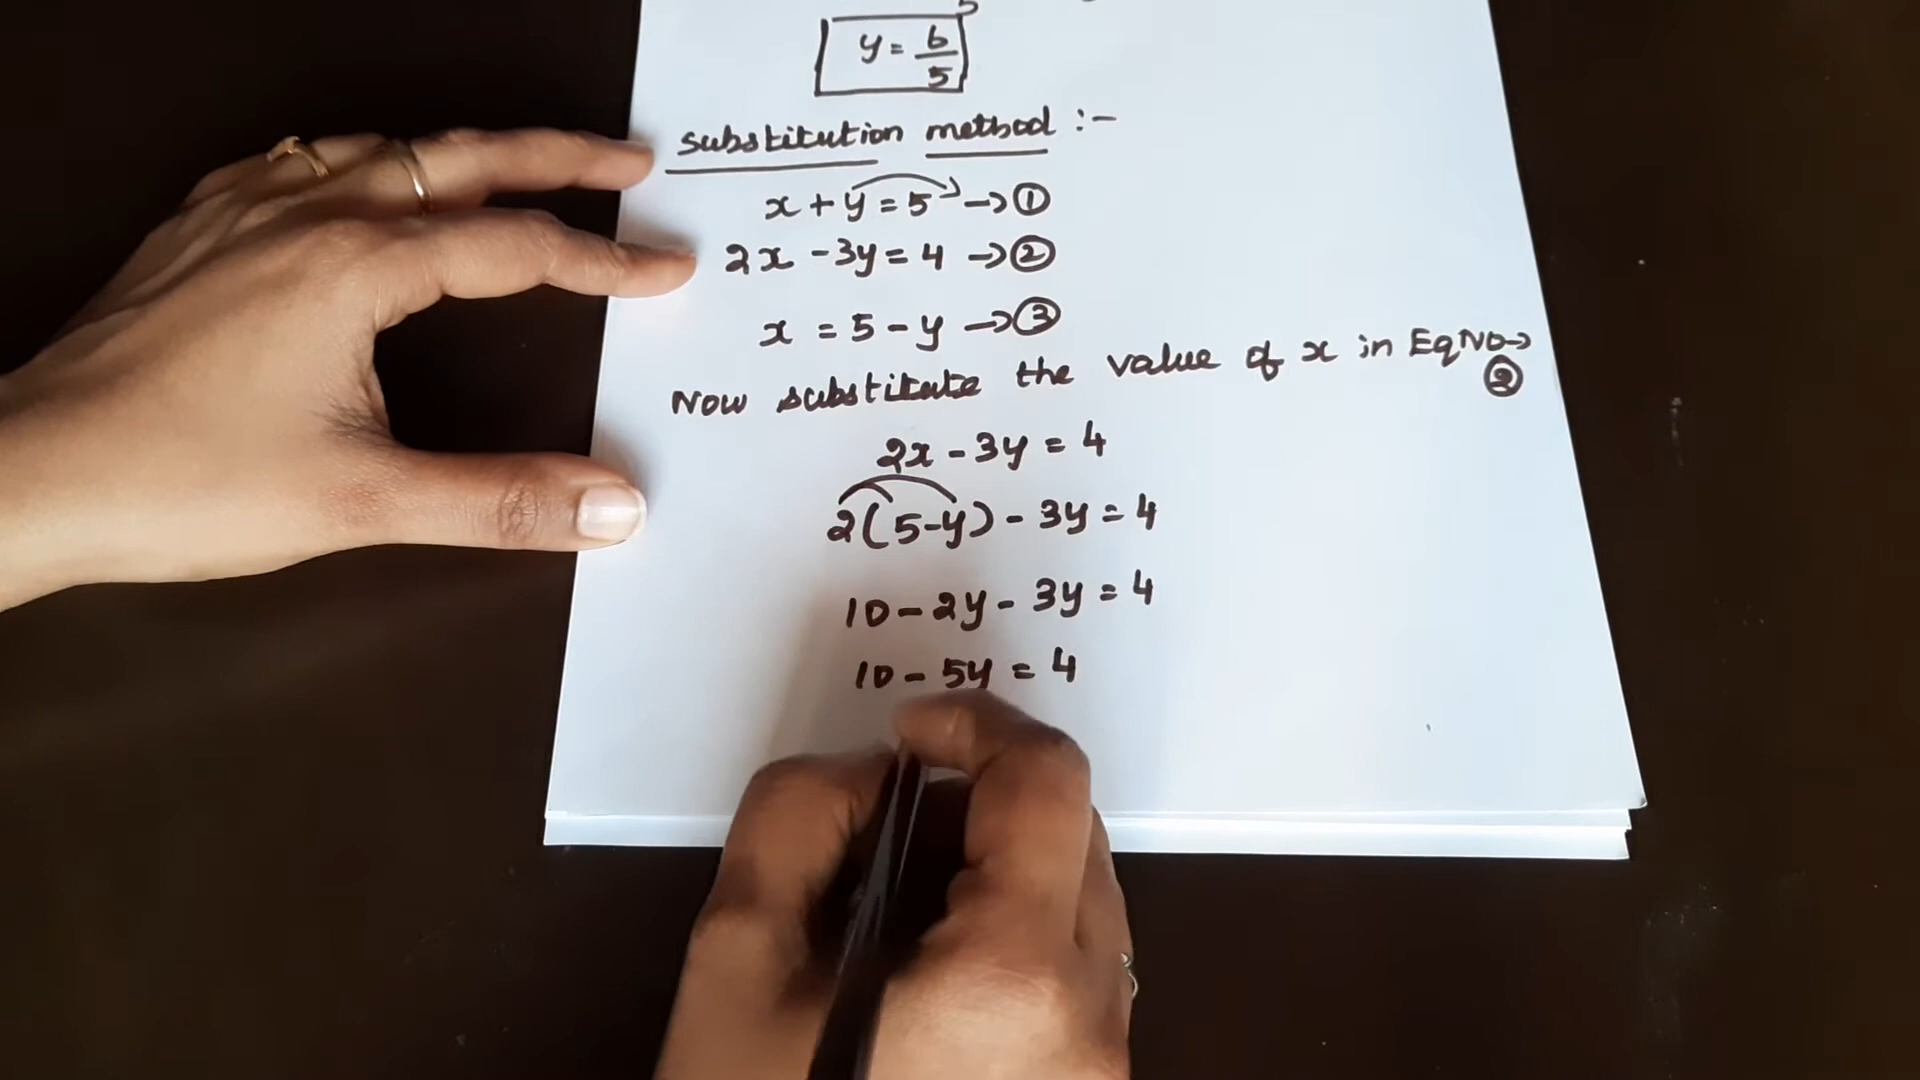 y = 6/5
substitution method :-
x + y = 5 → ①
2x - 3y = 4 → ②
x = 5 - y → ③
Now substitute the value of x in EqNo→
②
2x - 3y = 4
2(5-y) - 3y = 4
10 - 2y - 3y = 4
10 - 5y = 4